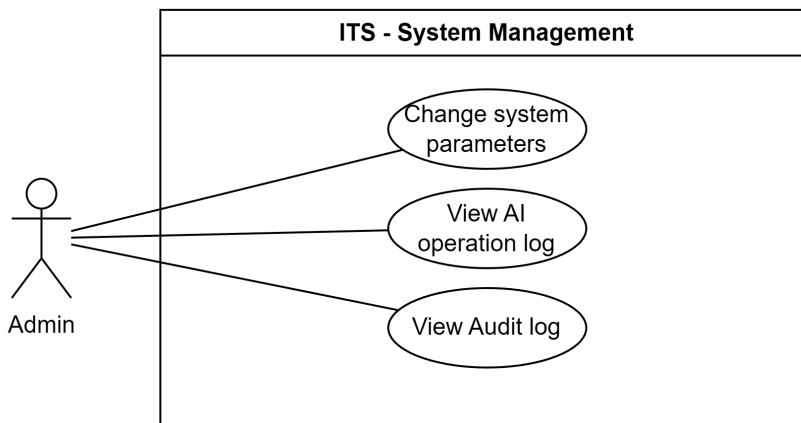 ITS - System Management
Change system
parameters
View AI
operation log
Admin
View Audit log